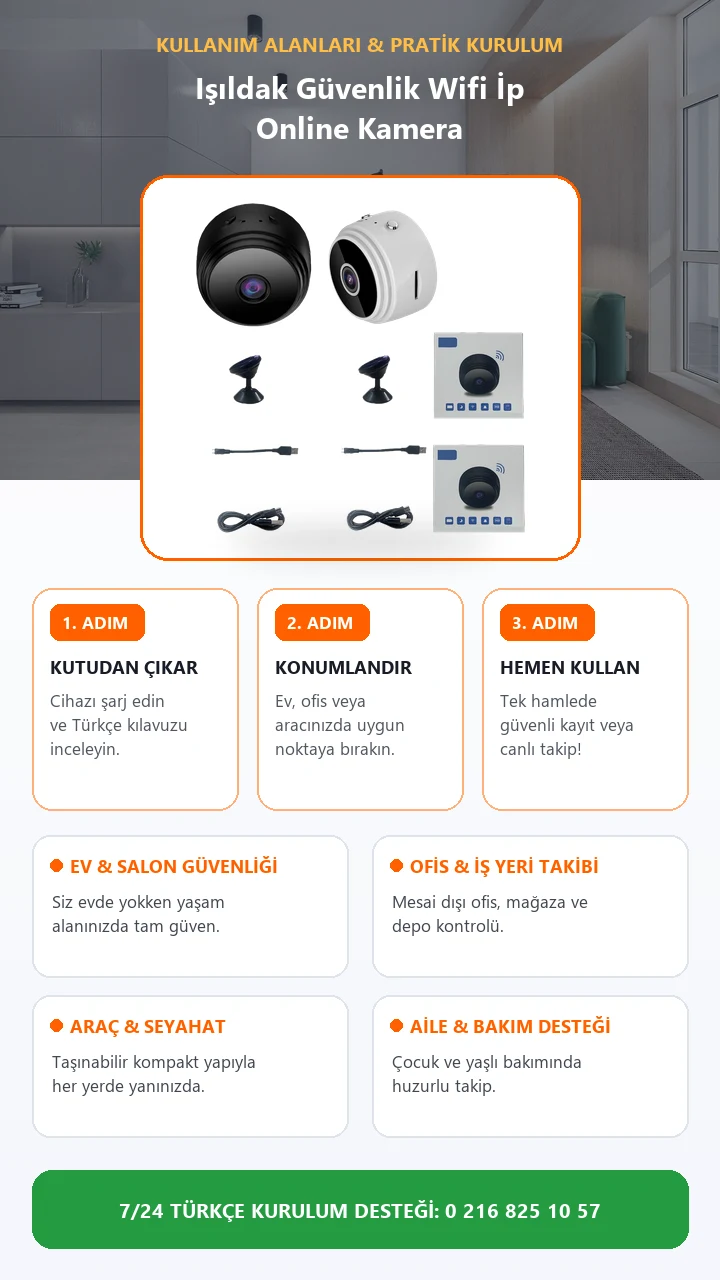 KULLANIM ALANLARI & PRATİK KURULUM
Işıldak Güvenlik Wifi İp
Online Kamera
1. ADIM
KUTUDAN ÇIKAR
Cihazı şarj edin
ve Türkçe kılavuzu
inceleyin.
2. ADIM
KONUMLANDIR
Ev, ofis veya
aracınızda uygun
noktaya bırakın.
3. ADIM
HEMEN KULLAN
Tek hamlede
güvenli kayıt veya
canlı takip!
EV & SALON GÜVENLİĞİ
Siz evde yokken yaşam
alanınızda tam güven.
OFİS & İŞ YERİ TAKİBİ
Mesai dışı ofis, mağaza ve
depo kontrolü.
ARAÇ & SEYAHAT
Taşınabilir kompakt yapıyla
her yerde yanınızda.
AİLE & BAKIM DESTEĞİ
Çocuk ve yaşlı bakımında
huzurlu takip.
7/24 TÜRKÇE KURULUM DESTEĞİ: 0 216 825 10 57